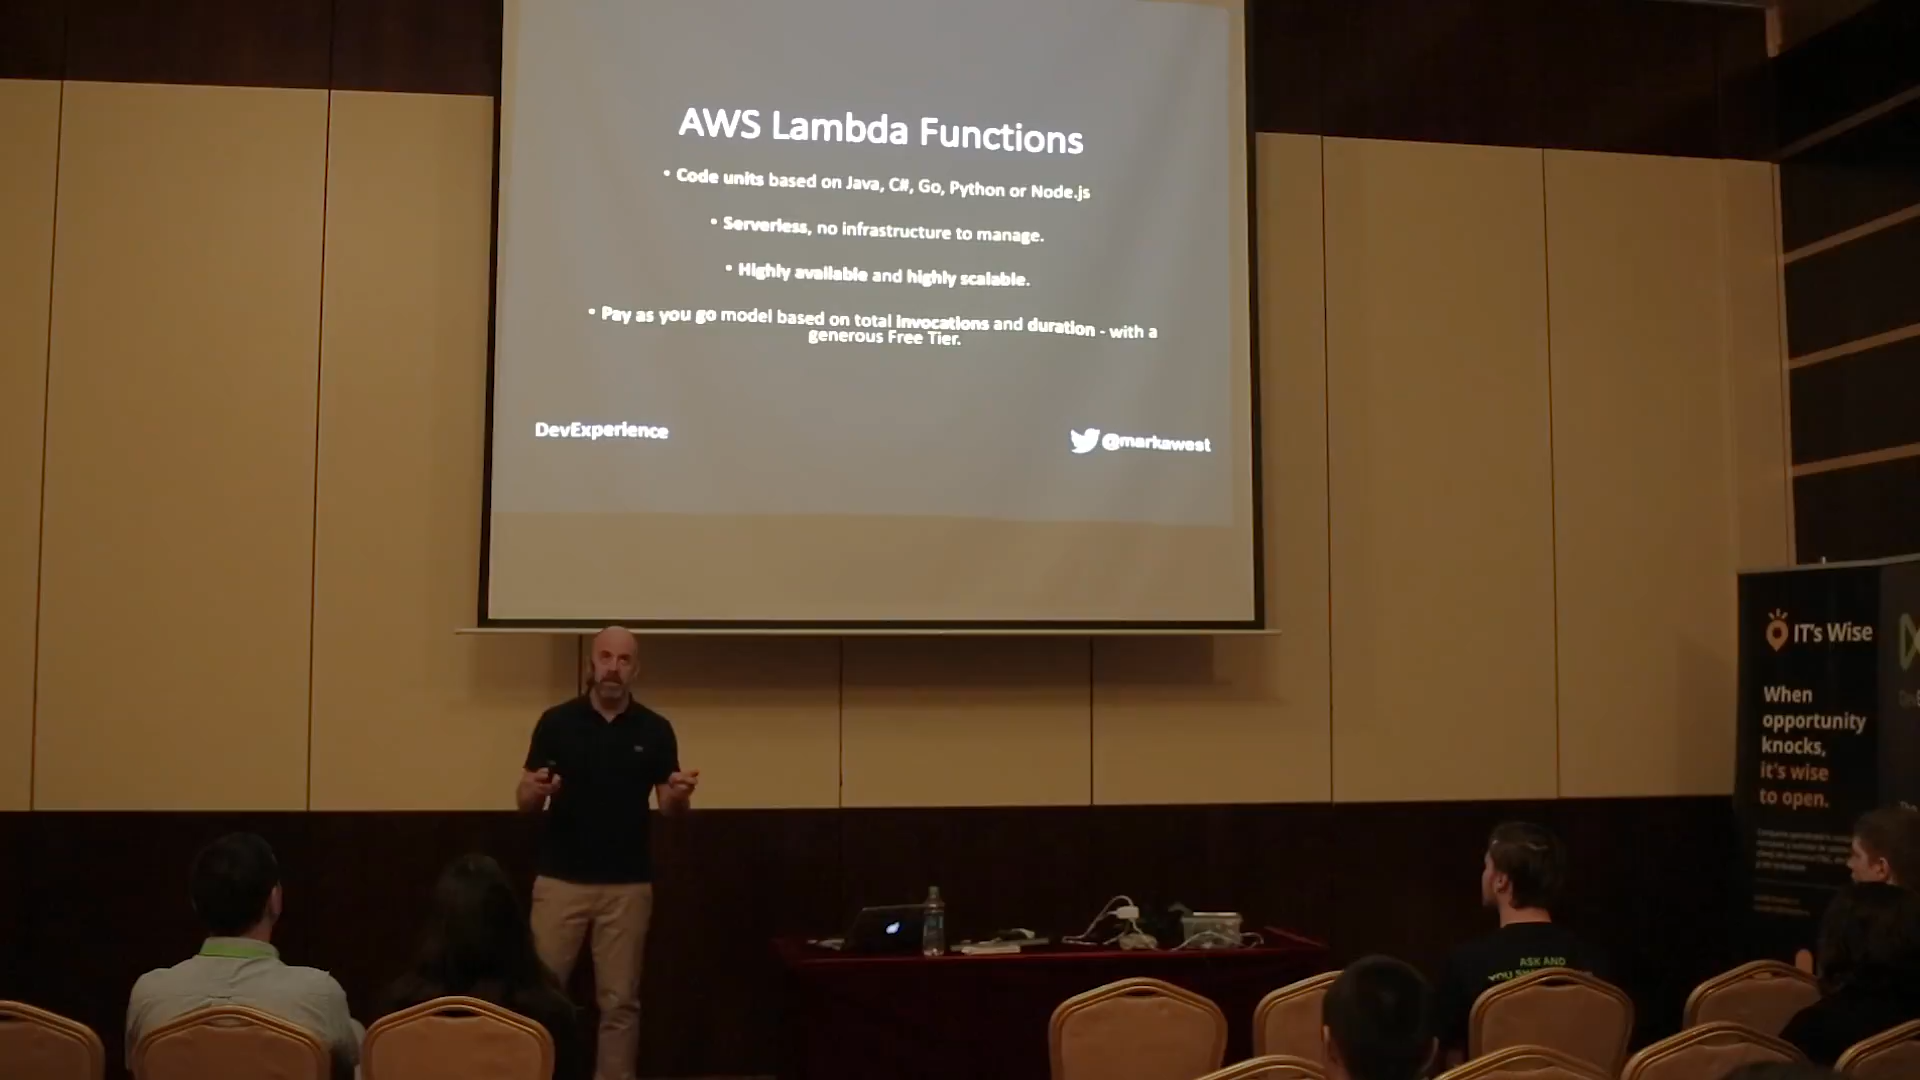 AWS Lambda Functions
• Code units based on Java, C#, Go, Python or Node.js
• Serverless, no infrastructure to manage.
• Highly available and highly scalable.
• Pay as you go model based on total invocations and duration - with a
generous Free Tier.
DevExperience
@markawest
IT's Wise
When
opportunity
knocks,
it's wise
to open.
ASK AND
YOU